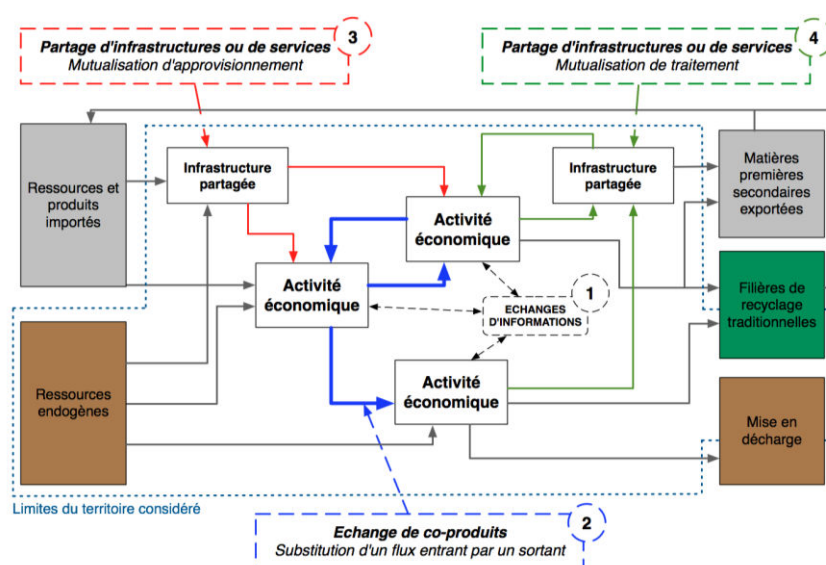 Partage d'infrastructures ou de services
Mutualisation d'approvisionnement
3
Partage d'infrastructures ou de services
Mutualisation de traitement
4
Ressources et
produits
importés
Infrastructure
partagée
Infrastructure
partagée
Matières
premières
secondaires
exportées
Activité
économique
Activité
économique
ECHANGES
D'INFORMATIONS
1
Filières de
recyclage
traditionnelles
Ressources
endogènes
Activité
économique
Mise en
décharge
Limites du territoire considéré
Echange de co-produits
Substitution d'un flux entrant par un sortant
2